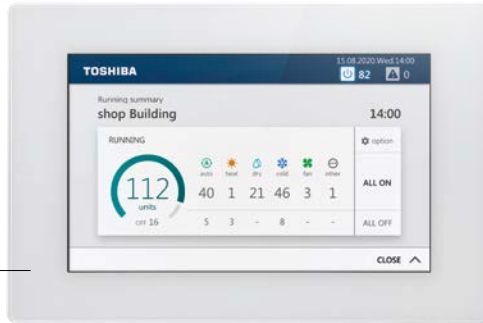 15.08.2020 Wed.14:00
TOSHIBA
82 0
Running summary
shop Building 14:00
RUNNING
option
auto heat dry cold fan other
112
40 1 21 46 3 1
ALL ON
units
OFF 16
5 3 - 8 - -
ALL OFF
CLOSE